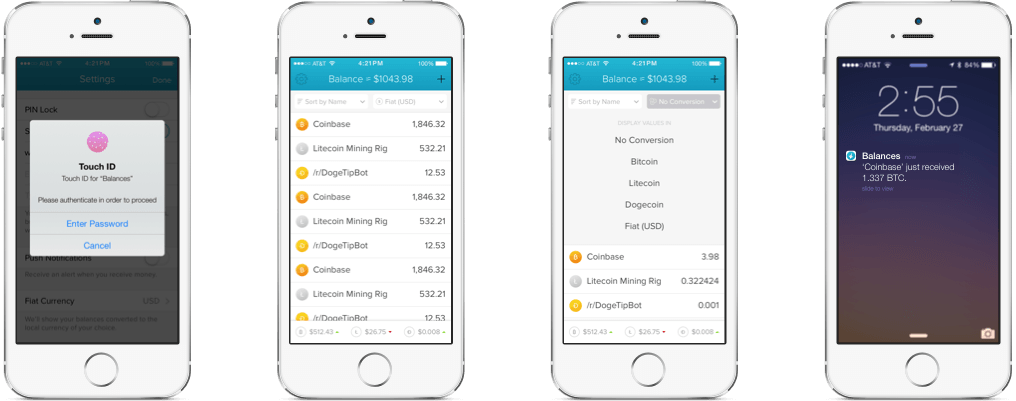 AT&T 4:21PM 100%
Settings Done
PIN Lock
Touch ID
Touch ID for "Balances"
Please authenticate in order to proceed
Enter Password
Cancel
Push Notifications
Receive an alert when you receive money.
Fiat Currency USD
We'll show your balances converted to the
local currency of your choice.
AT&T 4:21PM 100%
Balance = $1043.98 +
Sort by Name Fiat (USD)
Coinbase 1,846.32
Litecoin Mining Rig 532.21
/r/DogeTipBot 12.53
Coinbase 1,846.32
Litecoin Mining Rig 532.21
/r/DogeTipBot 12.53
Coinbase 1,846.32
Litecoin Mining Rig 532.21
/r/DogeTipBot 12.53
$512.43 $26.75 $0.008
AT&T 4:21PM 100%
Balance = $1043.98 +
Sort by Name No Conversion
DISPLAY VALUES IN
No Conversion
Bitcoin
Litecoin
Dogecoin
Fiat (USD)
Coinbase 3.98
Litecoin Mining Rig 0.322424
/r/DogeTipBot 0.001
$512.43 $26.75 $0.008
AT&T 84%
2:55
Thursday, February 27
Balances now
'Coinbase' just received
1.337 BTC.
slide to view